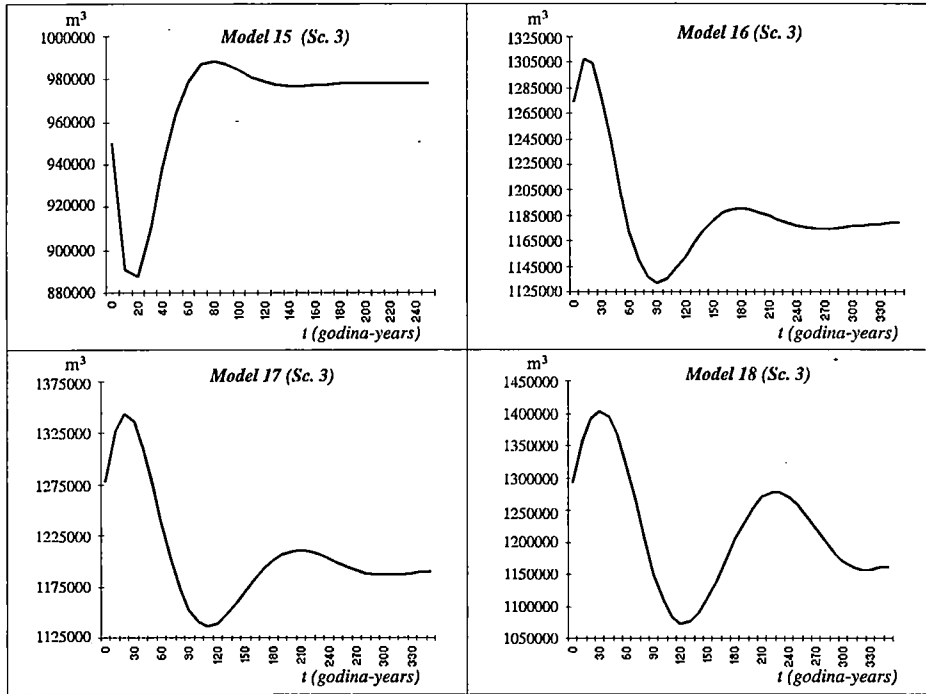 m³
Model 15 (Sc. 3)
1000000
980000
960000
940000
920000
900000
880000
0 20 40 60 80 100 120 140 160 180 200 220 240
t (godina-years)
m³
Model 16 (Sc. 3)
1325000
1305000
1285000
1265000
1245000
1225000
1205000
1185000
1165000
1145000
1125000
0 30 60 90 120 150 180 210 240 270 300 330
t (godina-years)
m³
Model 17 (Sc. 3)
1375000
1325000
1275000
1225000
1175000
1125000
0 30 60 90 120 150 180 210 240 270 300 330
t (godina-years)
m³
Model 18 (Sc. 3)
1450000
1400000
1350000
1300000
1250000
1200000
1150000
1100000
1050000
0 30 60 90 120 150 180 210 240 270 300 330
t (godina-years)